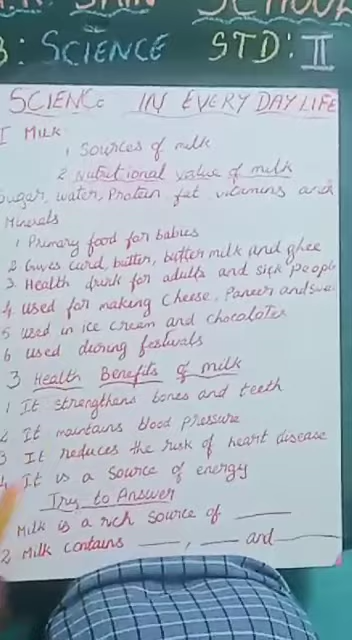 SCHOOL
: SCIENCE STD: II
SCIENCE IN EVERY DAY LIFE
I Milk
1 Sources of milk
2 Nutritional value of milk
Sugar, water, Protein fat vitamins and
Minerals
1 Primary food for babies
2 Gives curd, butter, butter milk and ghee
3 Health drink for adults and sick people
4 used for making cheese, Paneer and
5 used in ice cream and chocolates
6 used during festivals
3 Health Benefits of milk
1 It strengthens bones and teeth
2 It maintains blood pressure
3 It reduces the risk of heart disease
4 It is a source of energy
Try to Answer
Milk is a rich source of ____
2 Milk contains ____, ____ and ____